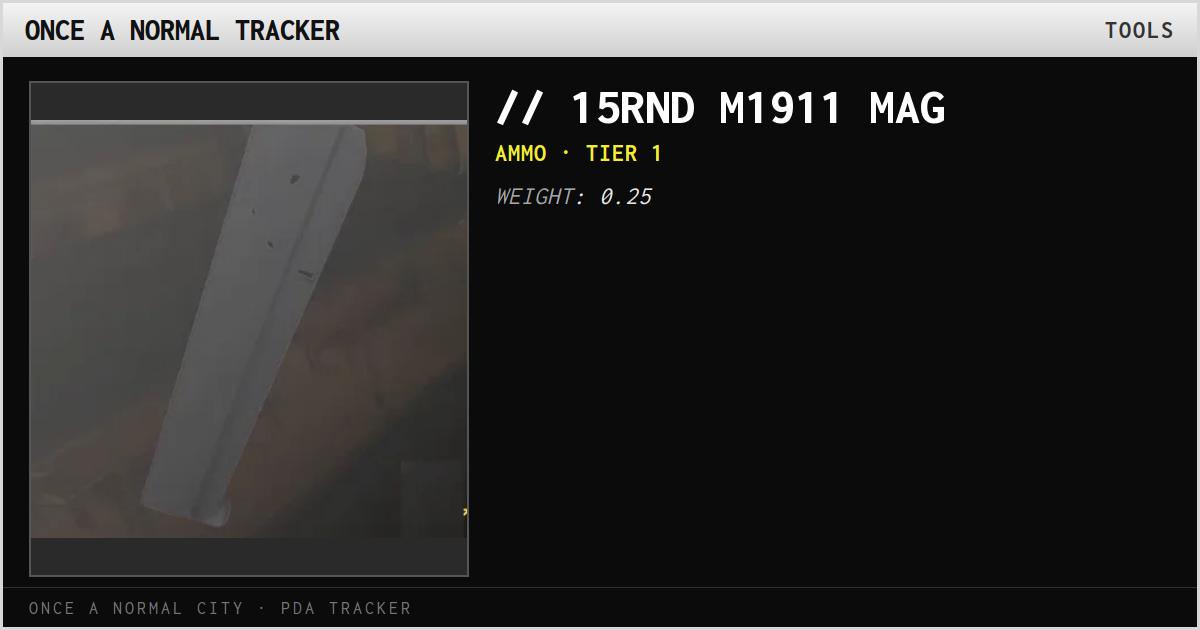 ONCE A NORMAL TRACKER
TOOLS
// 15RND M1911 MAG
AMMO · TIER 1
WEIGHT: 0.25
ONCE A NORMAL CITY · PDA TRACKER